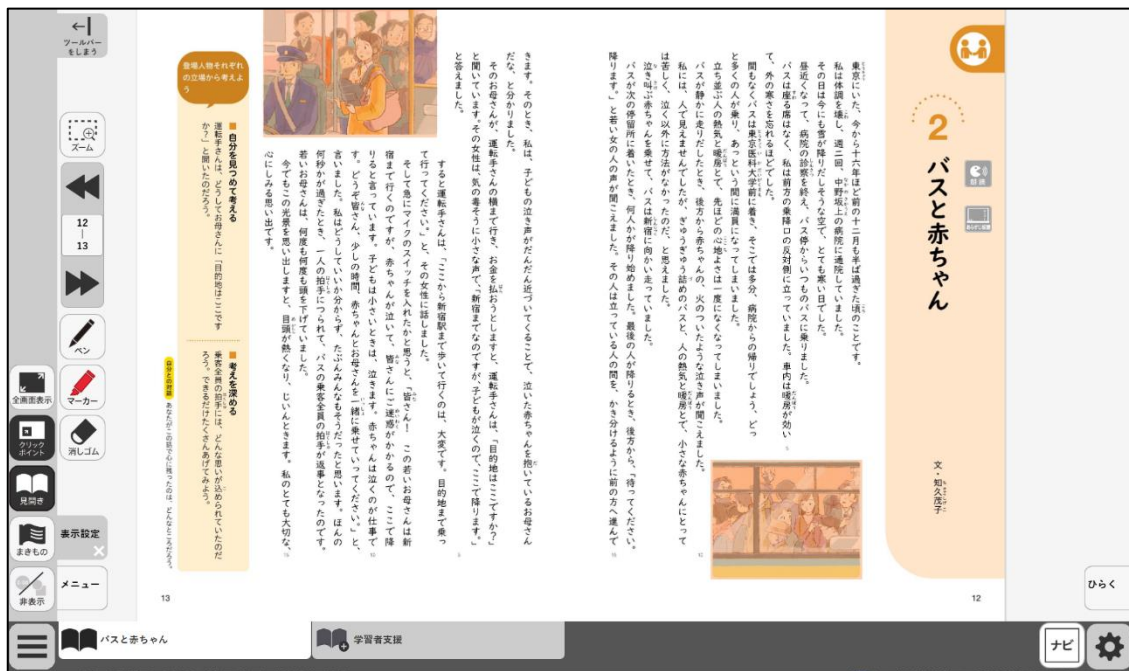 ツールバー
をしまう
ズーム
12
|
13
ペン
マーカー
消しゴム
全画面表示
クリック
ポイント
見開き
まきもの
非表示
表示設定
メニュー
ひらく
ナビ
バスと赤ちゃん
学習者支援
2
バスと赤ちゃん
朗読
文・知久茂子
東京にいた、今から十六年ほど前の十二月も半ば過ぎた頃のことです。
私は体調を壊し、週二回、中野坂上の病院に通院していました。
その日は今にも雪が降りだしそうな空で、とても寒い日でした。
昼近くなって、病院の診察を終え、バス停からいつものバスに乗りました。
バスは座る席はなく、私は前方の乗降口の反対側に立っていました。車内は暖房が効い
て、外の寒さを忘れるほどでした。
間もなくバスは東京医科大学前に着き、そこでは多分、病院からの帰りでしょう、どっ
と多くの人が乗り、あっという間に満員になってしまいました。
立ち並ぶ人の熱気と暖房とで、先ほどの心地よさは一度になくなってしまいました。
バスが静かに走りだしたとき、後方から赤ちゃんの、火のついたような泣き声が聞こえました。
私には、人で見えませんでしたが、ぎゅうぎゅう詰めのバスと、人の熱気と暖房とで、小さな赤ちゃんにとって
は苦しく、泣く以外に方法がなかったのだ、と思えました。
泣き叫ぶ赤ちゃんを乗せて、バスは新宿に向かい走っていました。
バスが次の停留所に着いたとき、何人かが降り始めました。最後の人が降りるとき、後方から、「待ってください。
降ります。」と若い女の人の声が聞こえました。その人は立っている人の間を、かき分けるように前の方へ進んで
12
きます。そのとき、私は、子どもの泣き声がだんだん近づいてくることで、泣いた赤ちゃんを抱いているお母さん
だな、と分かりました。
そのお母さんが、運転手さんの横まで行き、お金を払おうとしますと、運転手さんは、「目的地はここですか？」
と聞いています。その女性は、気の毒そうに小さな声で、「新宿までなのですが、子どもが泣くので、ここで降ります。」
と答えました。
すると運転手さんは、「ここから新宿駅まで歩いて行くのは、大変です。目的地まで乗っ
て行ってください。」と、その女性に話しました。
そして急にマイクのスイッチを入れたかと思うと、「皆さん！　この若いお母さんは新
宿まで行くのですが、赤ちゃんが泣いて、皆さんにご迷惑がかかるので、ここで降
りると言っています。子どもは小さいときは、泣きます。赤ちゃんは泣くのが仕事で
す。どうぞ皆さん、少しの時間、赤ちゃんとお母さんを一緒に乗せていってください。」と、
言いました。私はどうしていいか分からず、たぶんみんなもそうだったと思います。ほんの
何秒かが過ぎたとき、一人の拍手につられて、バスの乗客全員の拍手が返事となったのです。
若いお母さんは、何度も何度も頭を下げていました。
今でもこの光景を思い出しますと、目頭が熱くなり、じいんときます。私のとても大切な、
心にしみる思い出です。
登場人物それぞれ
の立場から考えよ
う
■ 自分を見つめて考える
運転手さんは、どうしてお母さんに「目的地はここです
か？」と聞いたのだろう。
■ 考えを深める
乗客全員の拍手には、どんな思いが込められていたのだ
ろう。できるだけたくさんあげてみよう。
自分との対話　あなたがこの話で心に残ったのは、どんなところだろう。
13